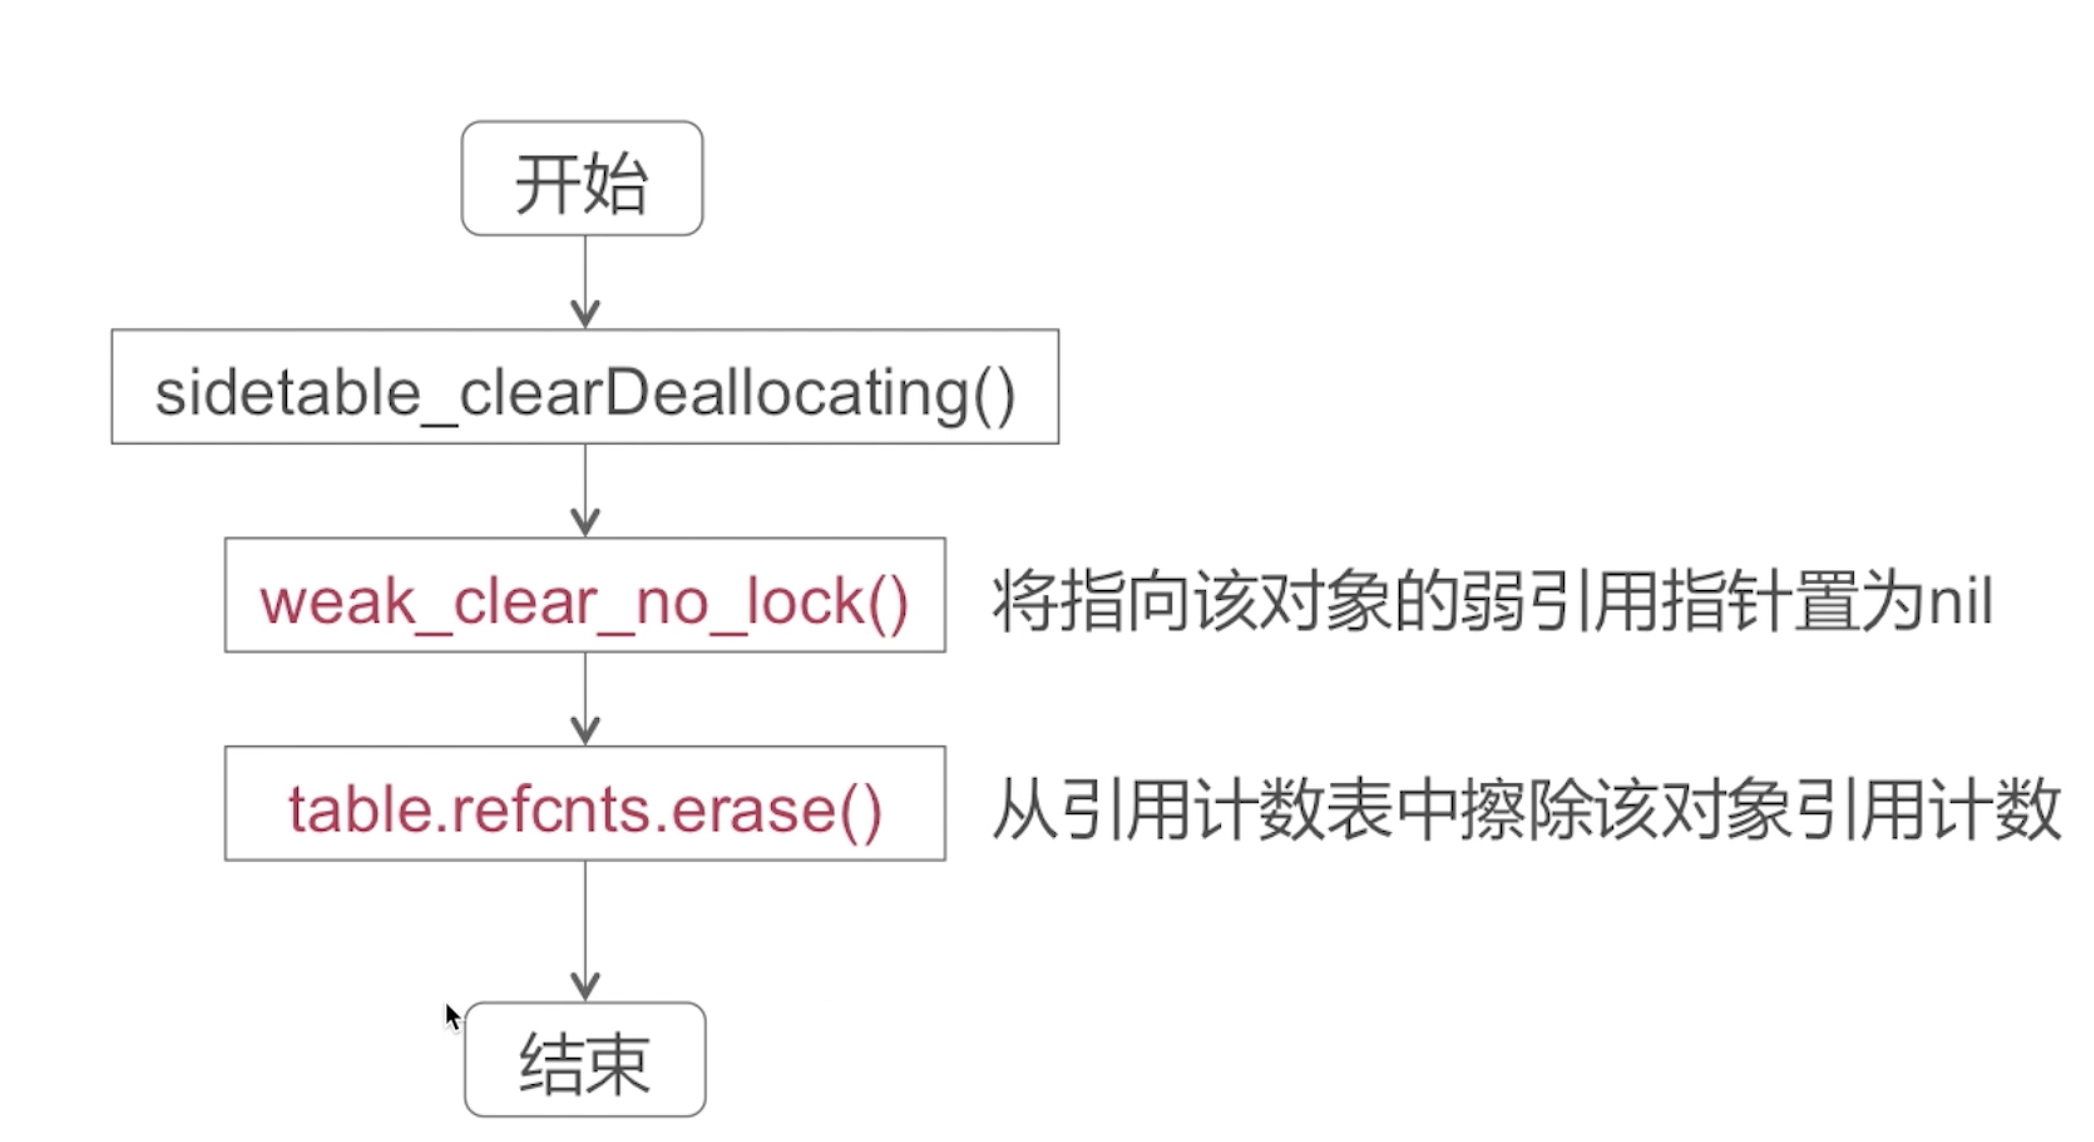 开始
sidetable_clearDeallocating()
weak_clear_no_lock() 将指向该对象的弱引用指针置为nil
table.refcnts.erase() 从引用计数表中擦除该对象引用计数
结束